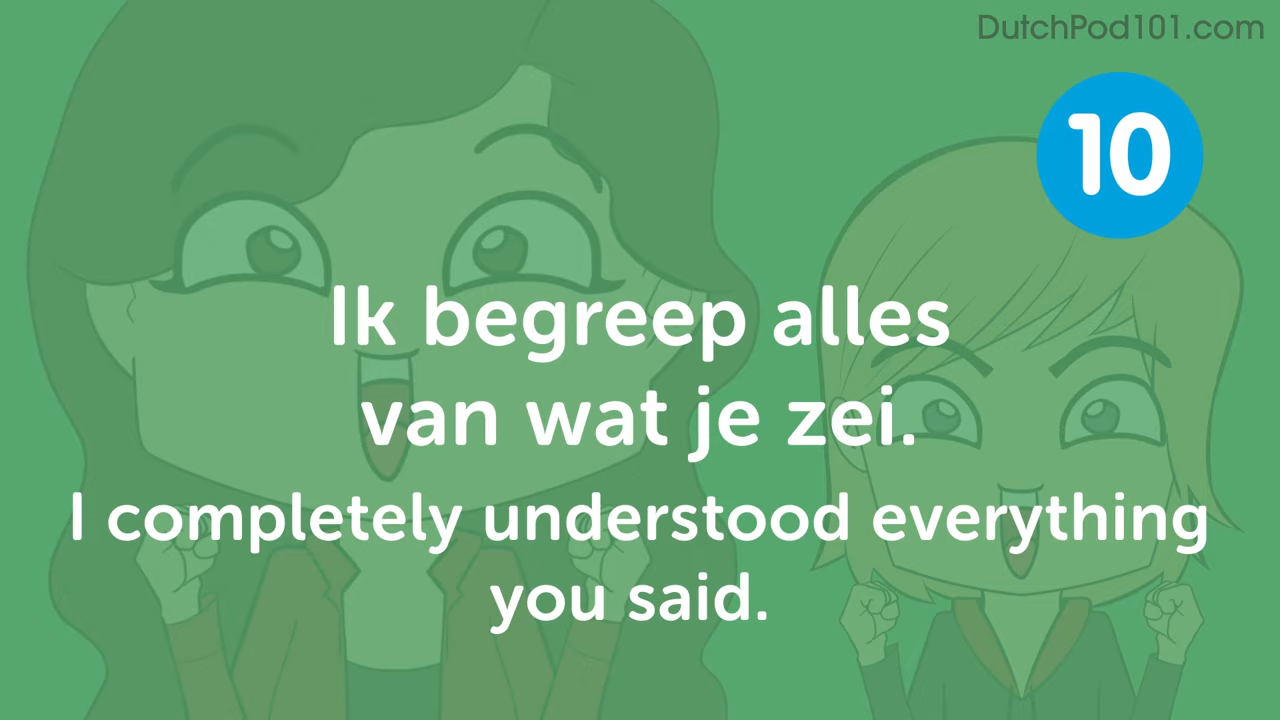 DutchPod101.com
10
Ik begreep alles
van wat je zei.
I completely understood everything
you said.